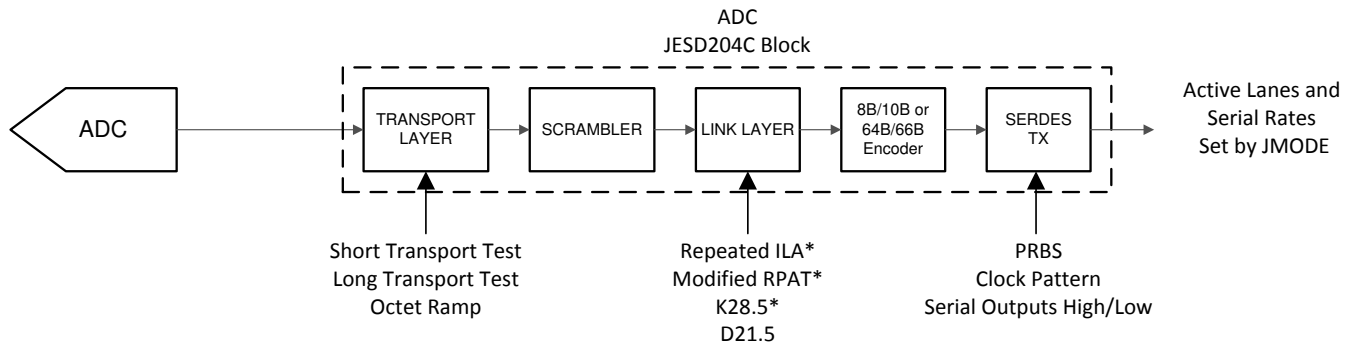 ADC
JESD204C Block
ADC
TRANSPORT
LAYER
SCRAMBLER
LINK LAYER
8B/10B or
64B/66B
Encoder
SERDES
TX
Active Lanes and
Serial Rates
Set by JMODE
Short Transport Test
Long Transport Test
Octet Ramp
Repeated ILA*
Modified RPAT*
K28.5*
D21.5
PRBS
Clock Pattern
Serial Outputs High/Low